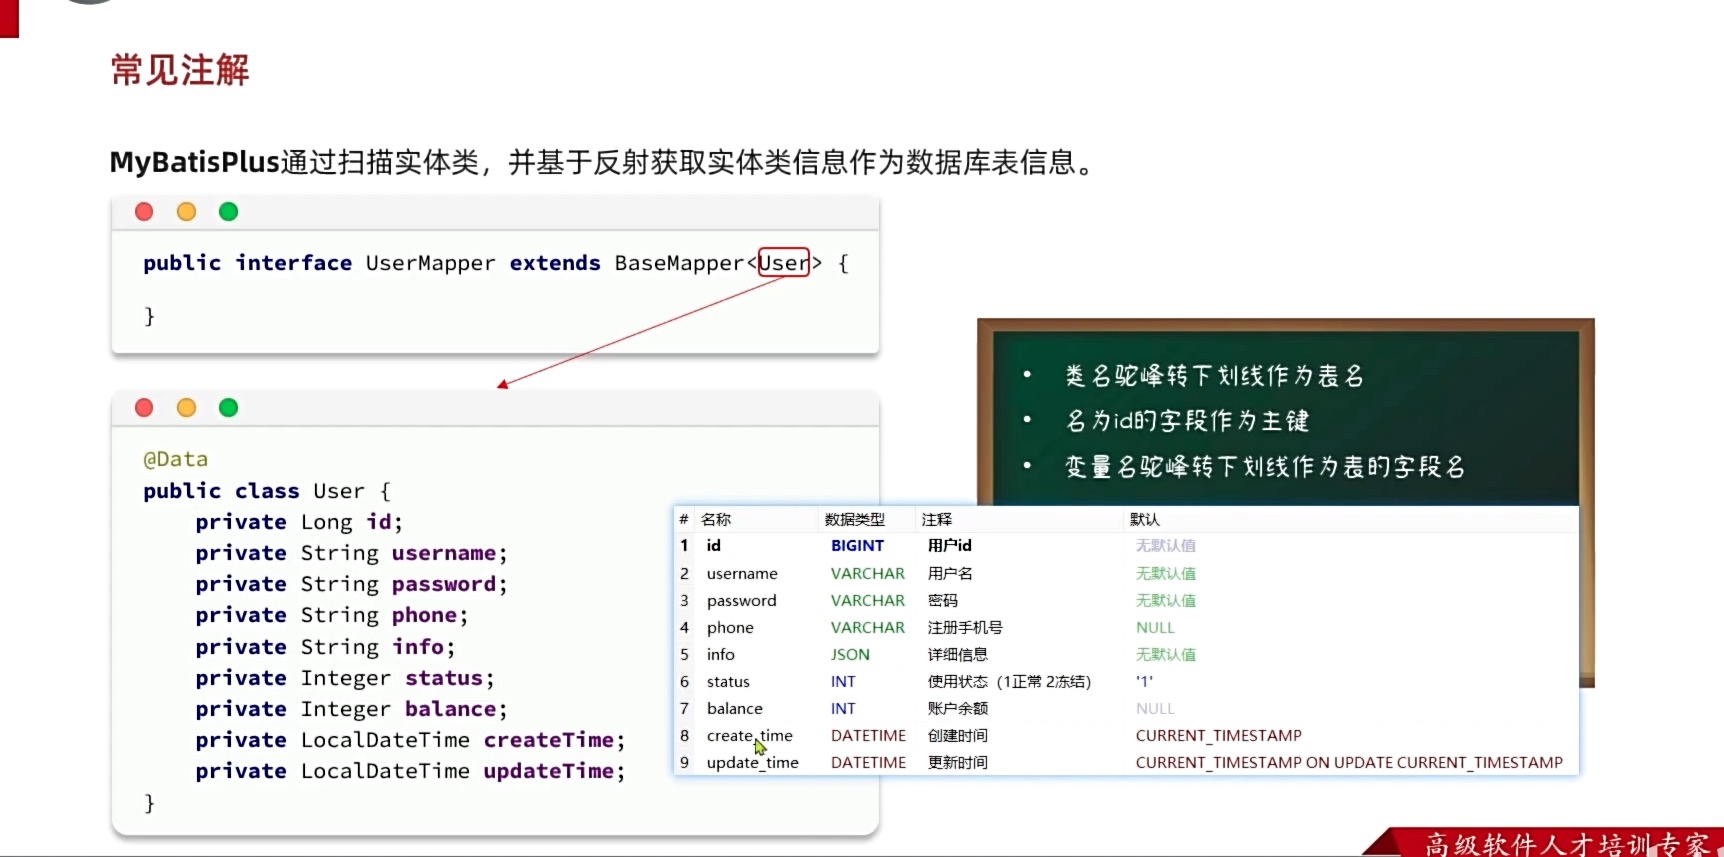 常见注解
MyBatisPlus通过扫描实体类，并基于反射获取实体类信息作为数据库表信息。
public interface UserMapper extends BaseMapper<User> {
}
@Data
public class User {
private Long id;
private String username;
private String password;
private String phone;
private String info;
private Integer status;
private Integer balance;
private LocalDateTime createTime;
private LocalDateTime updateTime;
}
• 类名驼峰转下划线作为表名
• 名为id的字段作为主键
• 变量名驼峰转下划线作为表的字段名
# 名称 数据类型 注释 默认
1 id BIGINT 用户id 无默认值
2 username VARCHAR 用户名 无默认值
3 password VARCHAR 密码 无默认值
4 phone VARCHAR 注册手机号 NULL
5 info JSON 详细信息 无默认值
6 status INT 使用状态（1正常 2冻结） '1'
7 balance INT 账户余额 NULL
8 create_time DATETIME 创建时间 CURRENT_TIMESTAMP
9 update_time DATETIME 更新时间 CURRENT_TIMESTAMP ON UPDATE CURRENT_TIMESTAMP
高级软件人才培训专家